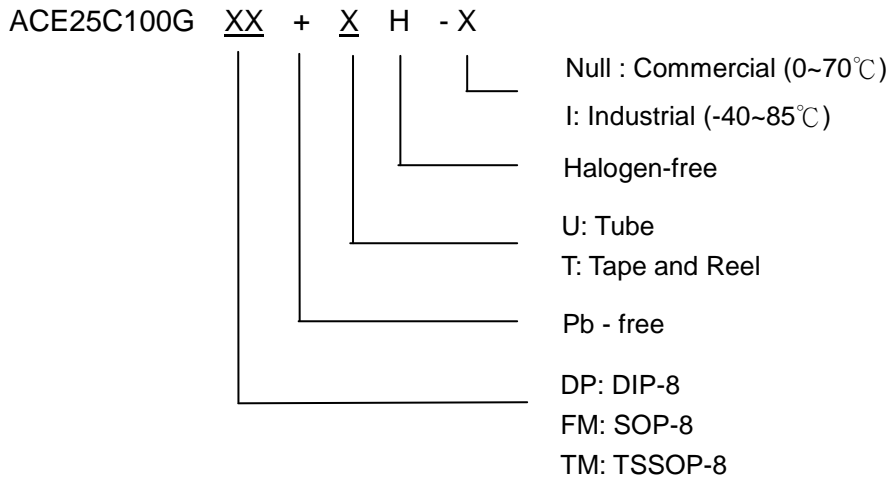 ACE25C100G XX + X H - X
Null : Commercial (0~70℃)
I: Industrial (-40~85℃)
Halogen-free
U: Tube
T: Tape and Reel
Pb - free
DP: DIP-8
FM: SOP-8
TM: TSSOP-8